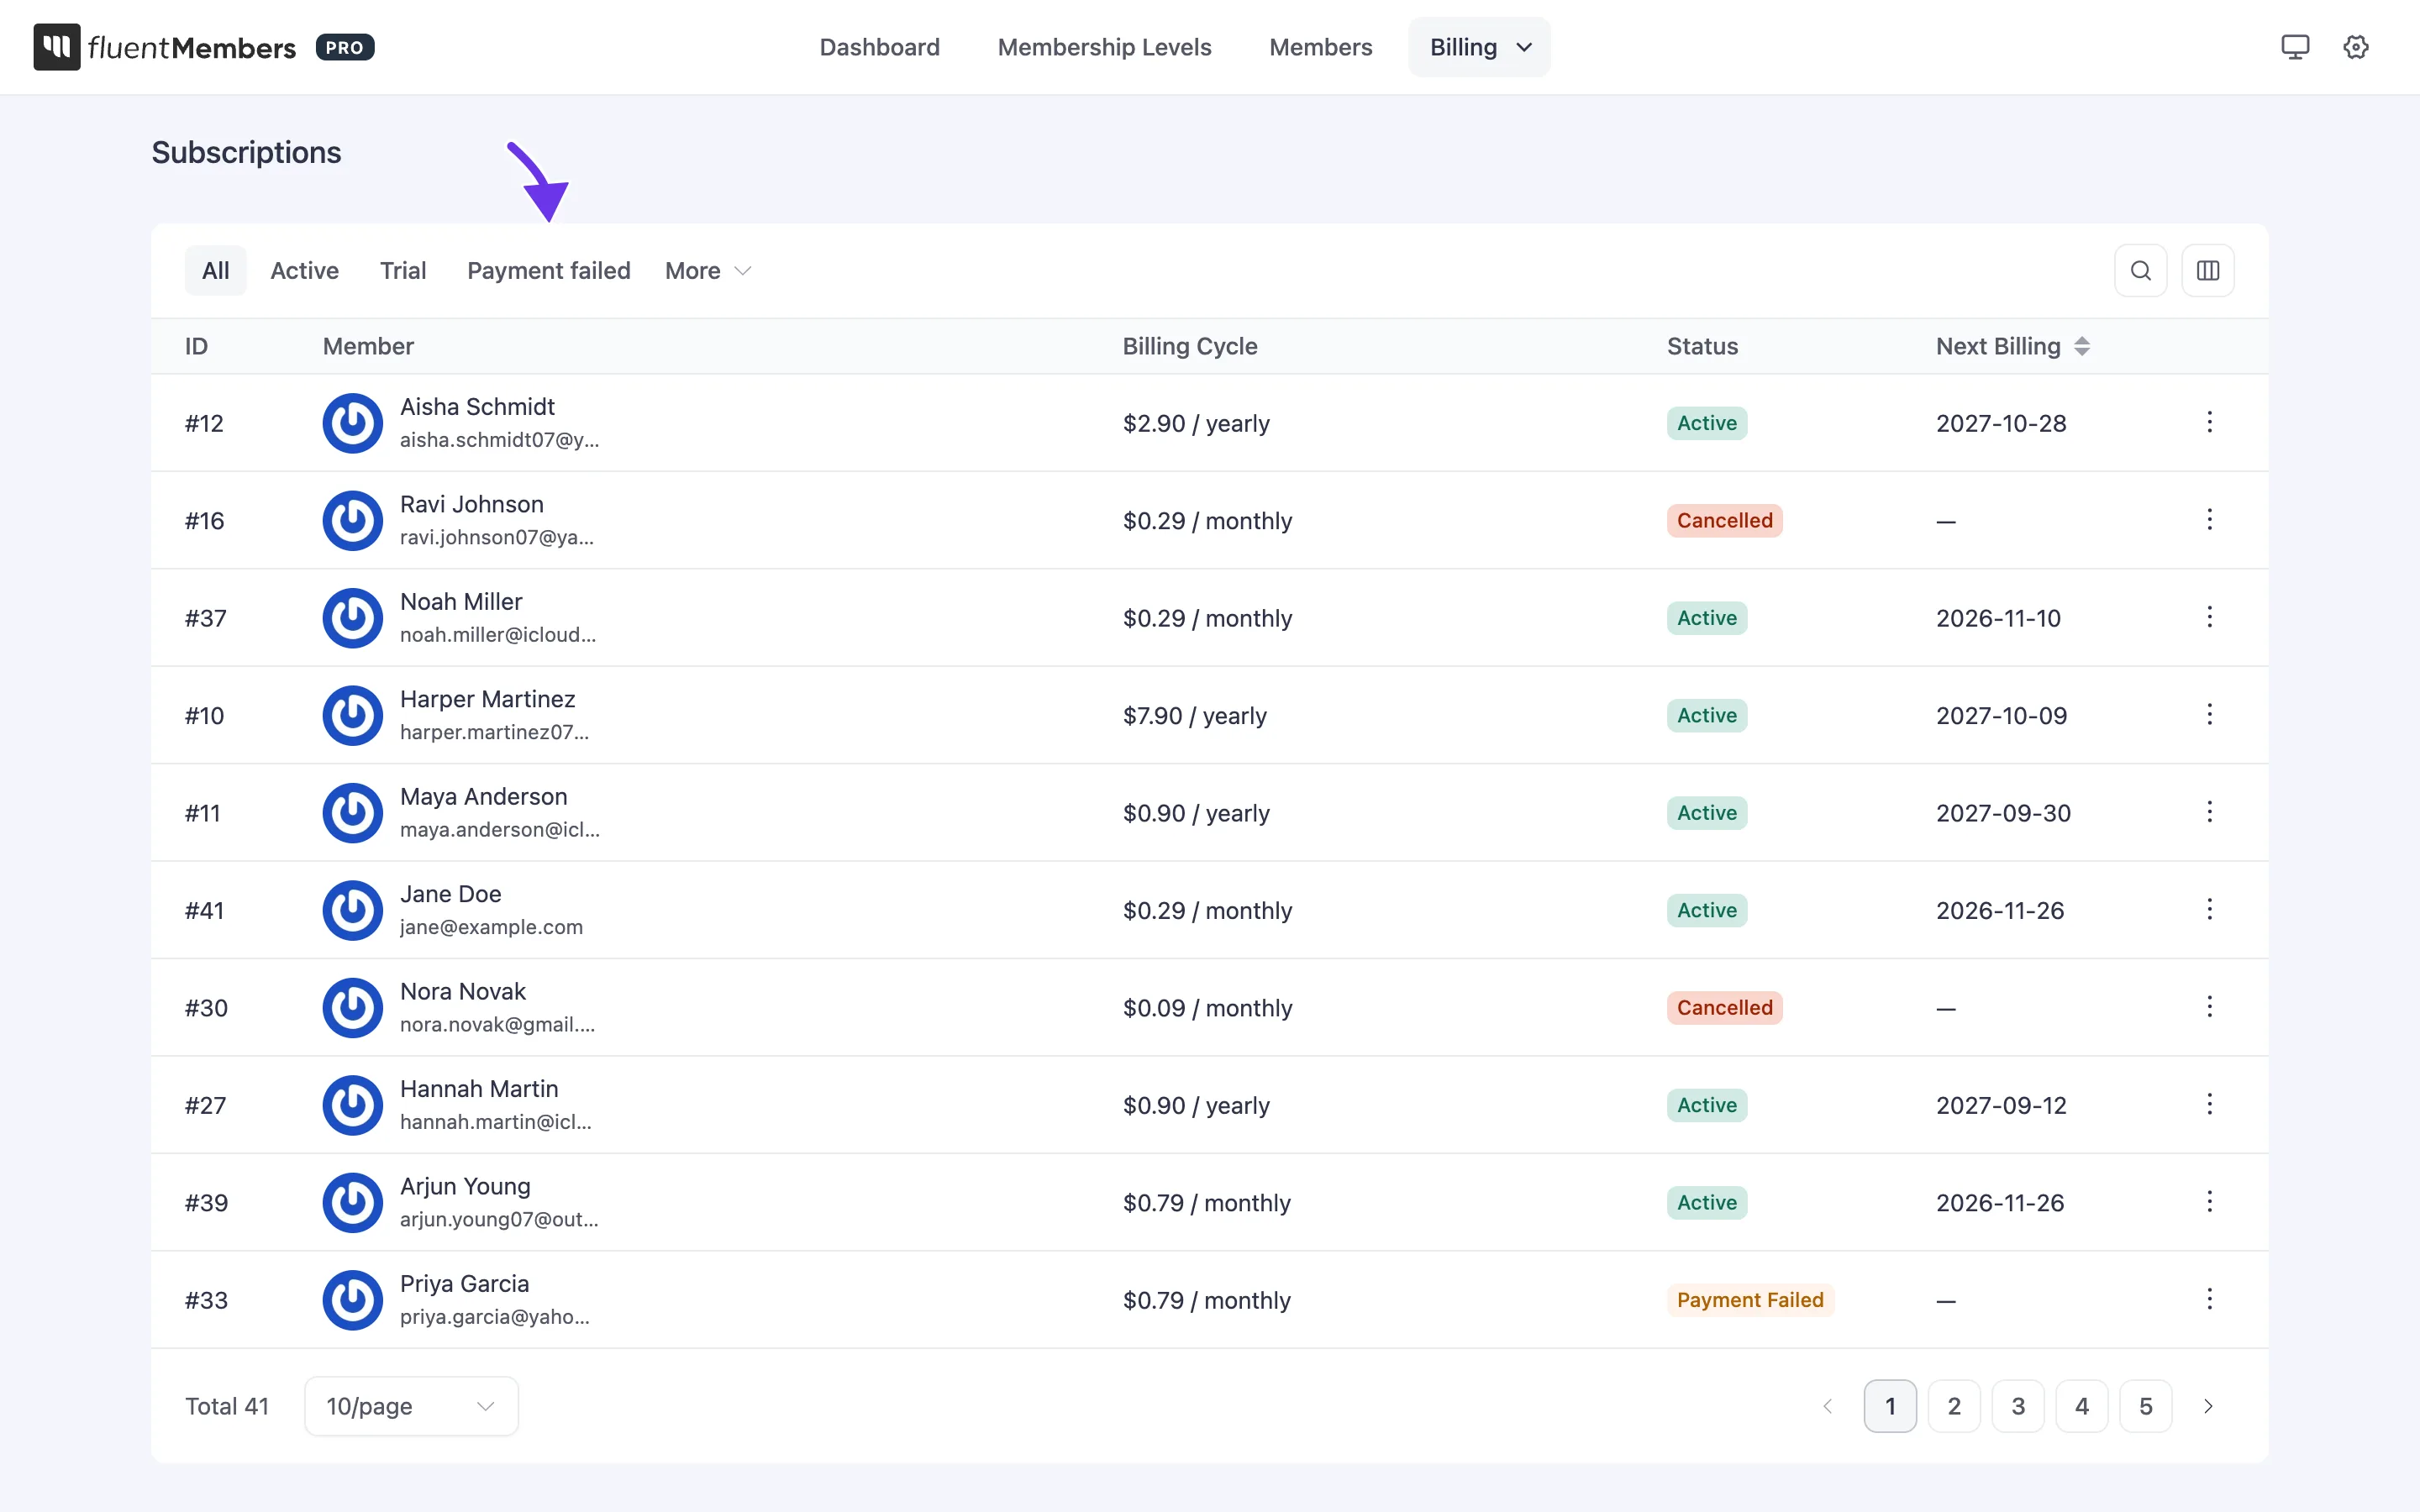 fluentMembers PRO Dashboard Membership Levels Members Billing
Subscriptions
All Active Trial Payment failed More
ID Member Billing Cycle Status Next Billing
#12 Aisha Schmidt $2.90 / yearly Active 2027-10-28
aisha.schmidt07@y...
#16 Ravi Johnson $0.29 / monthly Cancelled —
ravi.johnson07@ya...
#37 Noah Miller $0.29 / monthly Active 2026-11-10
noah.miller@icloud...
#10 Harper Martinez $7.90 / yearly Active 2027-10-09
harper.martinez07...
#11 Maya Anderson $0.90 / yearly Active 2027-09-30
maya.anderson@icl...
#41 Jane Doe $0.29 / monthly Active 2026-11-26
jane@example.com
#30 Nora Novak $0.09 / monthly Cancelled —
nora.novak@gmail....
#27 Hannah Martin $0.90 / yearly Active 2027-09-12
hannah.martin@icl...
#39 Arjun Young $0.79 / monthly Active 2026-11-26
arjun.young07@out...
#33 Priya Garcia $0.79 / monthly Payment Failed —
priya.garcia@yaho...
Total 41 10/page 1 2 3 4 5